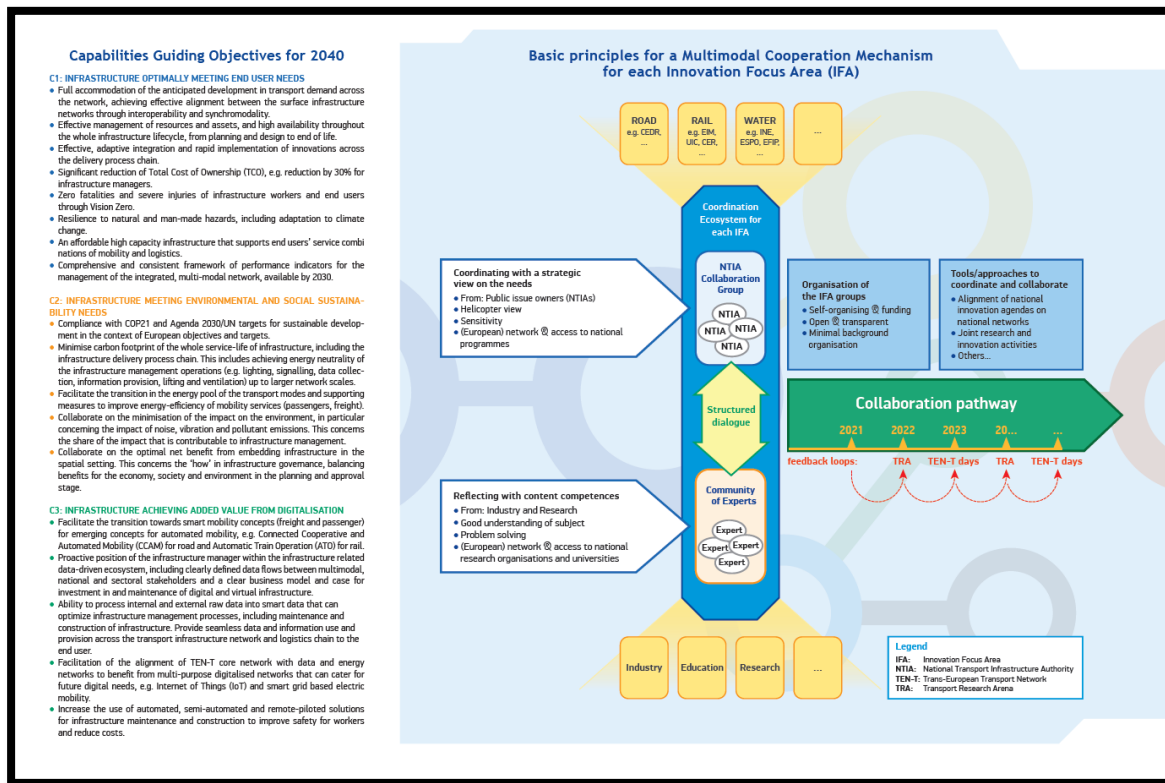 Capabilities Guiding Objectives for 2040
C1: INFRASTRUCTURE OPTIMALLY MEETING END USER NEEDS
• Full accommodation of the anticipated development in transport demand across
the network, achieving effective alignment between the surface infrastructure
networks through interoperability and synchromodality.
• Effective management of resources and assets, and high availability throughout
the whole infrastructure lifecycle, from planning and design to end of life.
• Effective, adaptive integration and rapid implementation of innovations across
the delivery process chain.
• Significant reduction of Total Cost of Ownership (TCO), e.g. reduction by 30% for
infrastructure managers.
• Zero fatalities and severe injuries of infrastructure workers and end users
through Vision Zero.
• Resilience to natural and man-made hazards, including adaptation to climate
change.
• An affordable high capacity infrastructure that supports end users' service combi
nations of mobility and logistics.
• Comprehensive and consistent framework of performance indicators for the
management of the integrated, multi-modal network, available by 2030.
C2: INFRASTRUCTURE MEETING ENVIRONMENTAL AND SOCIAL SUSTAINA-
BILITY NEEDS
• Compliance with COP21 and Agenda 2030/UN targets for sustainable develop-
ment in the context of European objectives and targets.
• Minimise carbon footprint of the whole service-life of infrastructure, including the
infrastructure delivery process chain. This includes achieving energy neutrality of
the infrastructure management operations (e.g. lighting, signalling, data collec-
tion, information provision, lifting and ventilation) up to larger network scales.
• Facilitate the transition in the energy pool of the transport modes and supporting
measures to improve energy-efficiency of mobility services (passengers, freight).
• Collaborate on the minimisation of the impact on the environment, in particular
concerning the impact of noise, vibration and pollutant emissions. This concerns
the share of the impact that is contributable to infrastructure management.
• Collaborate on the optimal net benefit from embedding infrastructure in the
spatial setting. This concerns the 'how' in infrastructure governance, balancing
benefits for the economy, society and environment in the planning and approval
stage.
C3: INFRASTRUCTURE ACHIEVING ADDED VALUE FROM DIGITALISATION
• Facilitate the transition towards smart mobility concepts (freight and passenger)
for emerging concepts for automated mobility, e.g. Connected Cooperative and
Automated Mobility (CCAM) for road and Automatic Train Operation (ATO) for rail.
• Proactive position of the infrastructure manager within the infrastructure related
data-driven ecosystem, including clearly defined data flows between multimodal,
national and sectoral stakeholders and a clear business model and case for
investment in and maintenance of digital and virtual infrastructure.
• Ability to process internal and external raw data into smart data that can
optimize infrastructure management processes, including maintenance and
construction of infrastructure. Provide seamless data and information use and
provision across the transport infrastructure network and logistics chain to the
end user.
• Facilitation of the alignment of TEN-T core network with data and energy
networks to benefit from multi-purpose digitalised networks that can cater for
future digital needs, e.g. Internet of Things (IoT) and smart grid based electric
mobility.
• Increase the use of automated, semi-automated and remote-piloted solutions
for infrastructure maintenance and construction to improve safety for workers
and reduce costs.
Basic principles for a Multimodal Cooperation Mechanism
for each Innovation Focus Area (IFA)
ROAD
e.g. CEDR,
...
RAIL
e.g. EIM,
UIC, CER,
...
WATER
e.g. INE,
ESPO, EFIP,
...
...
Coordination
Ecosystem for
each IFA
NTIA
Collaboration
Group
NTIA
NTIA
NTIA
NTIA
Coordinating with a strategic
view on the needs
• From: Public issue owners (NTIAs)
• Helicopter view
• Sensitivity
• (European) network & access to national
programmes
Organisation of
the IFA groups
• Self-organising & funding
• Open & transparent
• Minimal background
organisation
Tools/approaches to
coordinate and collaborate
• Alignment of national
innovation agendas on
national networks
• Joint research and
innovation activities
• Others...
Structured
dialogue
Collaboration pathway
2021 2022 2023 20... ...
feedback loops: TRA TEN-T days TRA TEN-T days
Reflecting with content competences
• From: Industry and Research
• Good understanding of subject
• Problem solving
• (European) network & access to national
research organisations and universities
Community
of Experts
Expert
Expert
Expert
Expert
Industry
Education
Research
...
Legend
IFA: Innovation Focus Area
NTIA: National Transport Infrastructure Authority
TEN-T: Trans-European Transport Network
TRA: Transport Research Arena